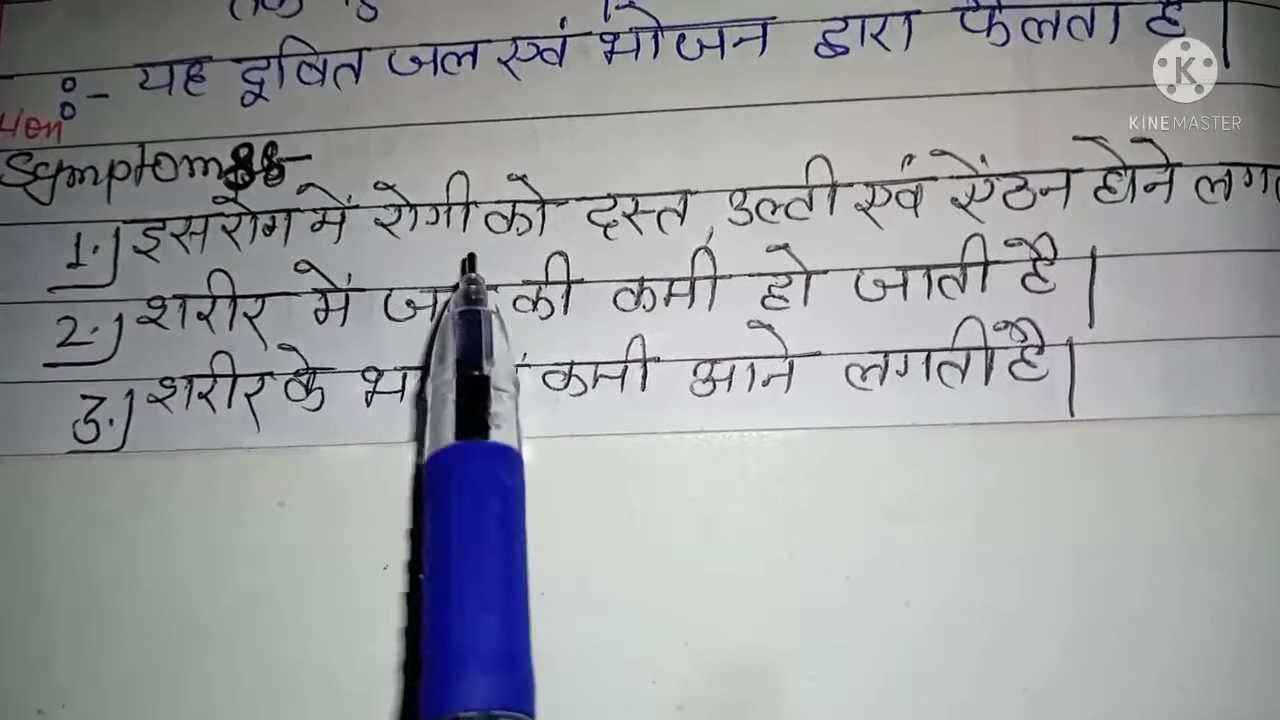 :- यह दूषित जल एवं भोजन द्वारा फैलता है।
Symptoms:-
1.) इस रोग में रोगी को दस्त, उल्टी एवं ऐंठन होने
2.) शरीर में की कमी हो जाती है।
3.) शरीर के कमी आने लगती है।
KINEMASTER